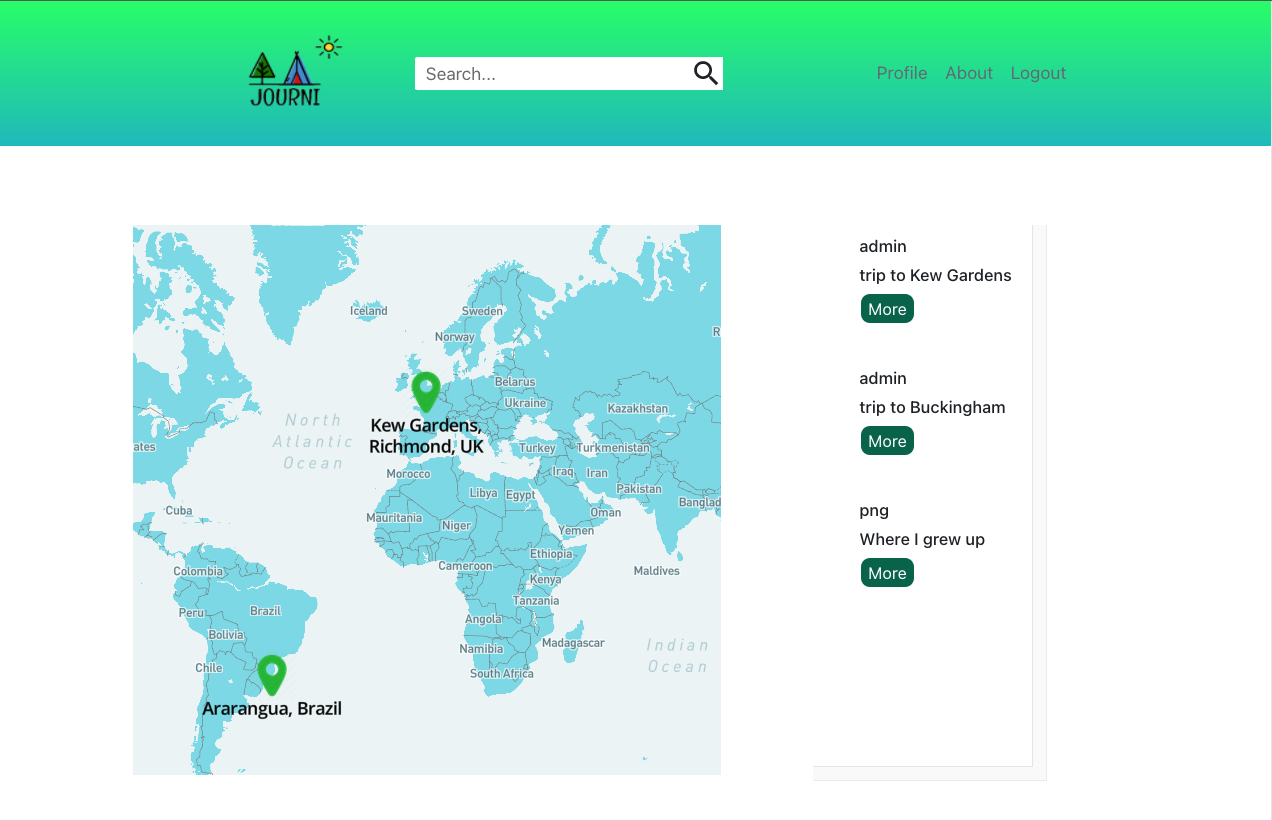 JOURNI
Search...
Profile About Logout
Iceland
Sweden
Norway
Belarus
Ukraine
Kazakhstan
North
Atlantic
Ocean
Kew Gardens,
Richmond, UK
ates
Turkey
Turkmenistan
Morocco
Iraq
Iran
Libya
Egypt
Pakistan
Banglad
Cuba
Mauritania
Niger
Oman
Yemen
Ethiopia
Colombia
Cameroon
Kenya
Maldives
Peru
Brazil
Tanzania
Bolivia
Angola
Chile
Namibia
Madagascar
Indian
Ocean
South Africa
Ararangua, Brazil
R
admin
trip to Kew Gardens
More
admin
trip to Buckingham
More
png
Where I grew up
More